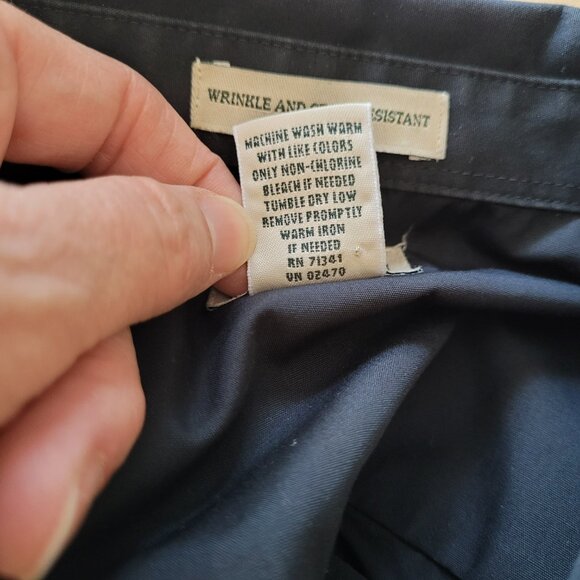 WRINKLE AND RESISTANT
MACHINE WASH WARM
WITH LIKE COLORS
ONLY NON-CHLORINE
BLEACH IF NEEDED
TUMBLE DRY LOW
REMOVE PROMPTLY
WARM IRON
IF NEEDED
RN 71341
VN 02470